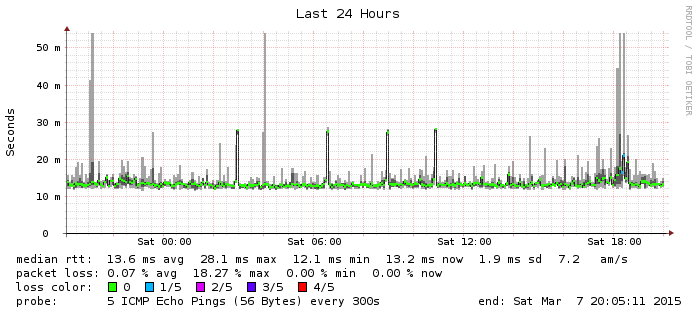 Last 24 Hours
RRDTOOL / TOBI OETIKER
Seconds
50 m
40 m
30 m
20 m
10 m
0
Sat 00:00 Sat 06:00 Sat 12:00 Sat 18:00
median rtt: 13.6 ms avg 28.1 ms max 12.1 ms min 13.2 ms now 1.9 ms sd 7.2 am/s
packet loss: 0.07 % avg 18.27 % max 0.00 % min 0.00 % now
loss color: 0 1/5 2/5 3/5 4/5
probe: 5 ICMP Echo Pings (56 Bytes) every 300s end: Sat Mar 7 20:05:11 2015